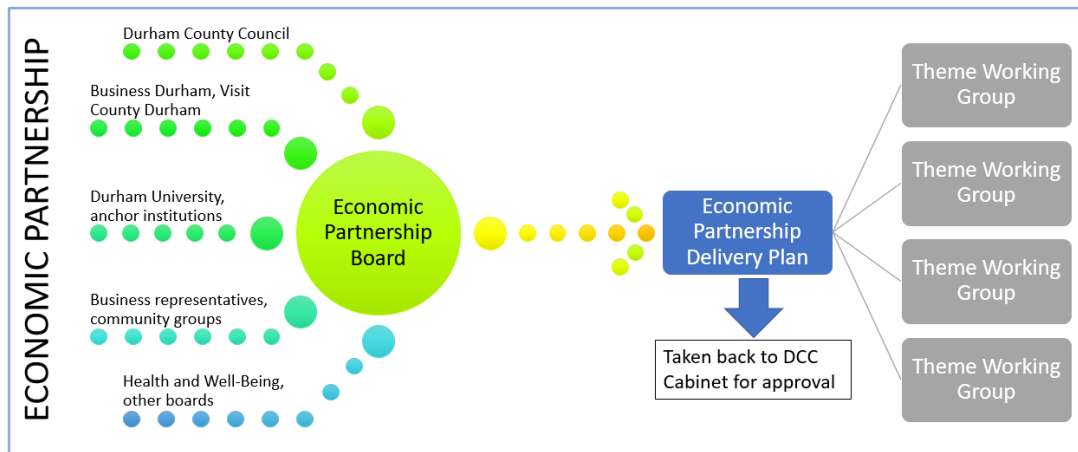 ECONOMIC PARTNERSHIP
Durham County Council
Business Durham, Visit
County Durham
Durham University,
anchor institutions
Business representatives,
community groups
Health and Well-Being,
other boards
Economic
Partnership
Board
Economic
Partnership
Delivery Plan
Taken back to DCC
Cabinet for approval
Theme Working
Group
Theme Working
Group
Theme Working
Group
Theme Working
Group